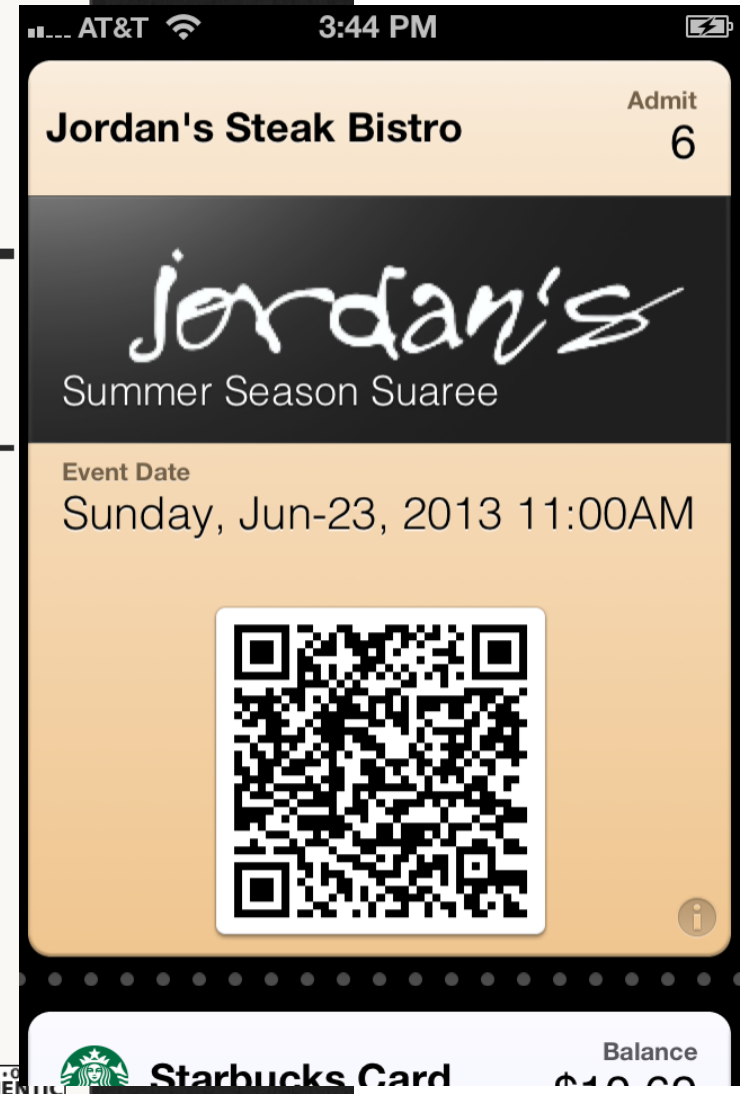 AT&T 3:44 PM
Jordan's Steak Bistro
Admit
6
jordan's
Summer Season Suaree
Event Date
Sunday, Jun-23, 2013 11:00AM
Balance
Starbucks Card